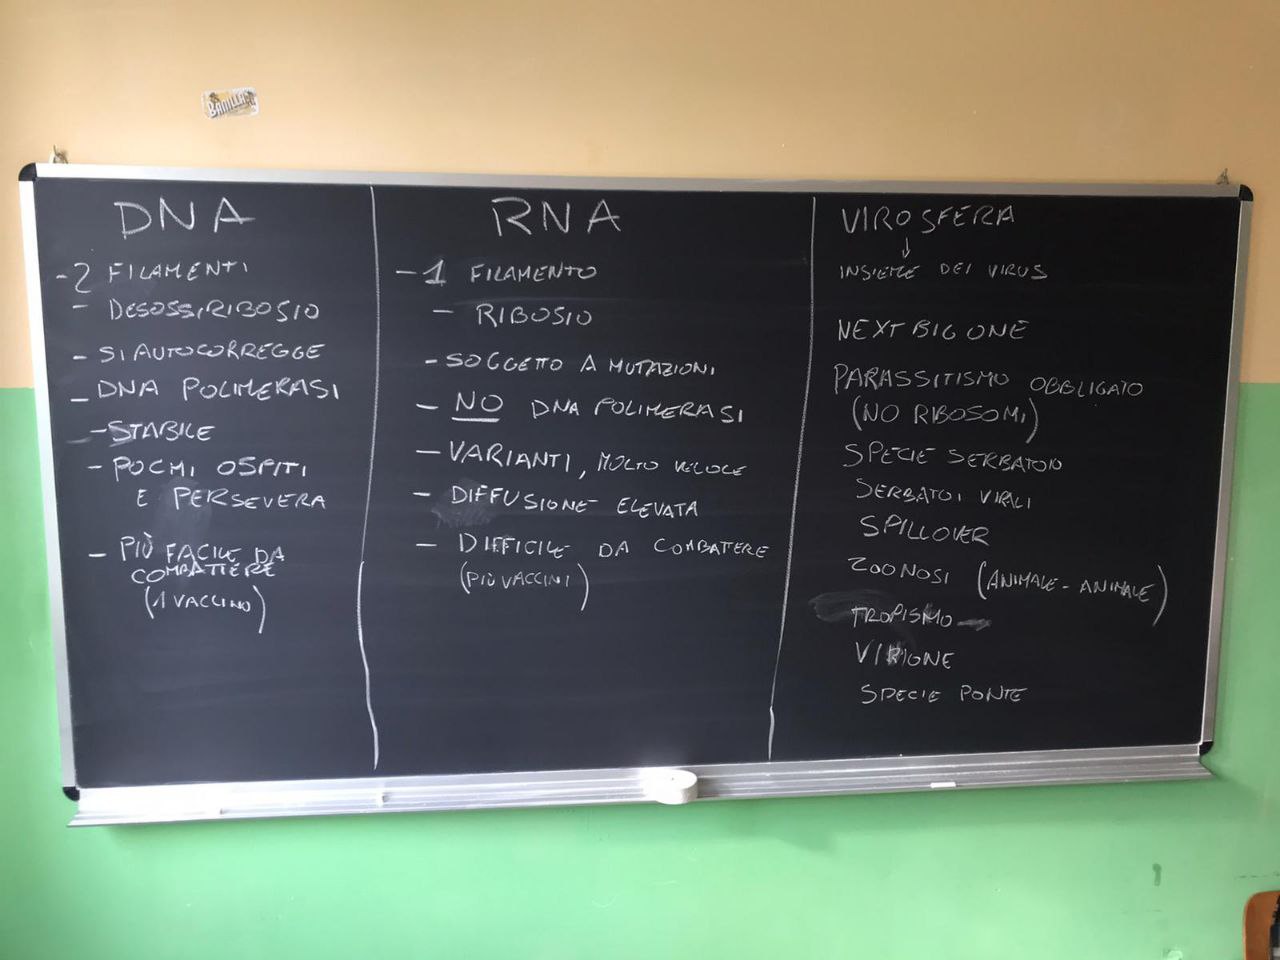 BANILLA
DNA
- 2 FILAMENTI
- DESOSSIRIBOSIO
- SI AUTOCORREGGE
- DNA POLIMERASI
- STABILE
- POCHI OSPITI
E PERSEVERA
- PIÙ FACILE DA
COMBATTERE
(1 VACCINO)
RNA
- 1 FILAMENTO
- RIBOSIO
- SOGGETTO A MUTAZIONI
- NO DNA POLIMERASI
- VARIANTI, MOLTO VELOCE
- DIFFUSIONE ELEVATA
- DIFFICILE DA COMBATTERE
(PIÙ VACCINI)
VIROSFERA
↓
INSIEME DEI VIRUS
NEXT BIG ONE
PARASSITISMO OBBLIGATO
(NO RIBOSOMI)
SPECIE SERBATOIO
SERBATOI VIRALI
SPILLOVER
ZOONOSI (ANIMALE - ANIMALE)
TROPISMO
VIRIONE
SPECIE PONTE